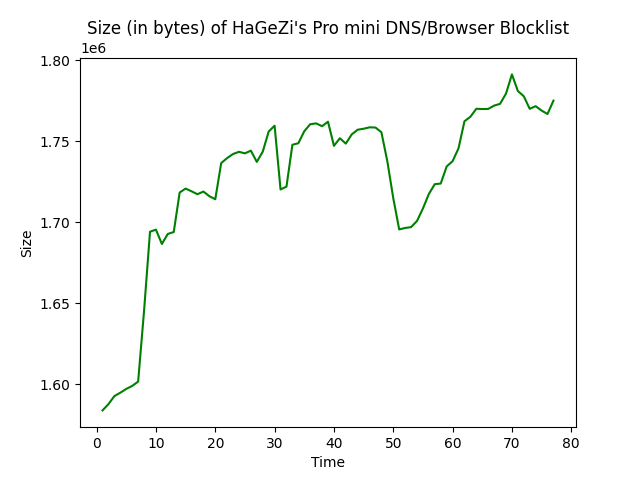 Size (in bytes) of HaGeZi's Pro mini DNS/Browser Blocklist
1e6
1.80
1.75
1.70
1.65
1.60
Size
0 10 20 30 40 50 60 70 80
Time